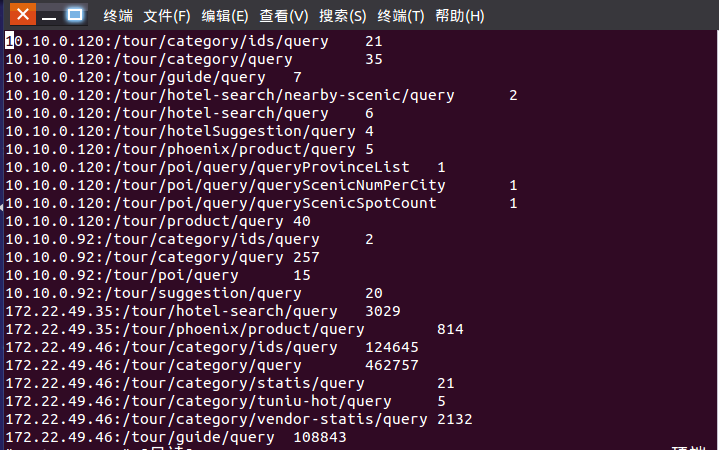 终端 文件(F) 编辑(E) 查看(V) 搜索(S) 终端(T) 帮助(H)
10.10.0.120:/tour/category/ids/query 21
10.10.0.120:/tour/category/query 35
10.10.0.120:/tour/guide/query 7
10.10.0.120:/tour/hotel-search/nearby-scenic/query 2
10.10.0.120:/tour/hotel-search/query 6
10.10.0.120:/tour/hotelSuggestion/query 4
10.10.0.120:/tour/phoenix/product/query 5
10.10.0.120:/tour/poi/query/queryProvinceList 1
10.10.0.120:/tour/poi/query/queryScenicNumPerCity 1
10.10.0.120:/tour/poi/query/queryScenicSpotCount 1
10.10.0.120:/tour/product/query 40
10.10.0.92:/tour/category/ids/query 2
10.10.0.92:/tour/category/query 257
10.10.0.92:/tour/poi/query 15
10.10.0.92:/tour/suggestion/query 20
172.22.49.35:/tour/hotel-search/query 3029
172.22.49.35:/tour/phoenix/product/query 814
172.22.49.46:/tour/category/ids/query 124645
172.22.49.46:/tour/category/query 462757
172.22.49.46:/tour/category/statis/query 21
172.22.49.46:/tour/category/tuniu-hot/query 5
172.22.49.46:/tour/category/vendor-statis/query 2132
172.22.49.46:/tour/guide/query 108843